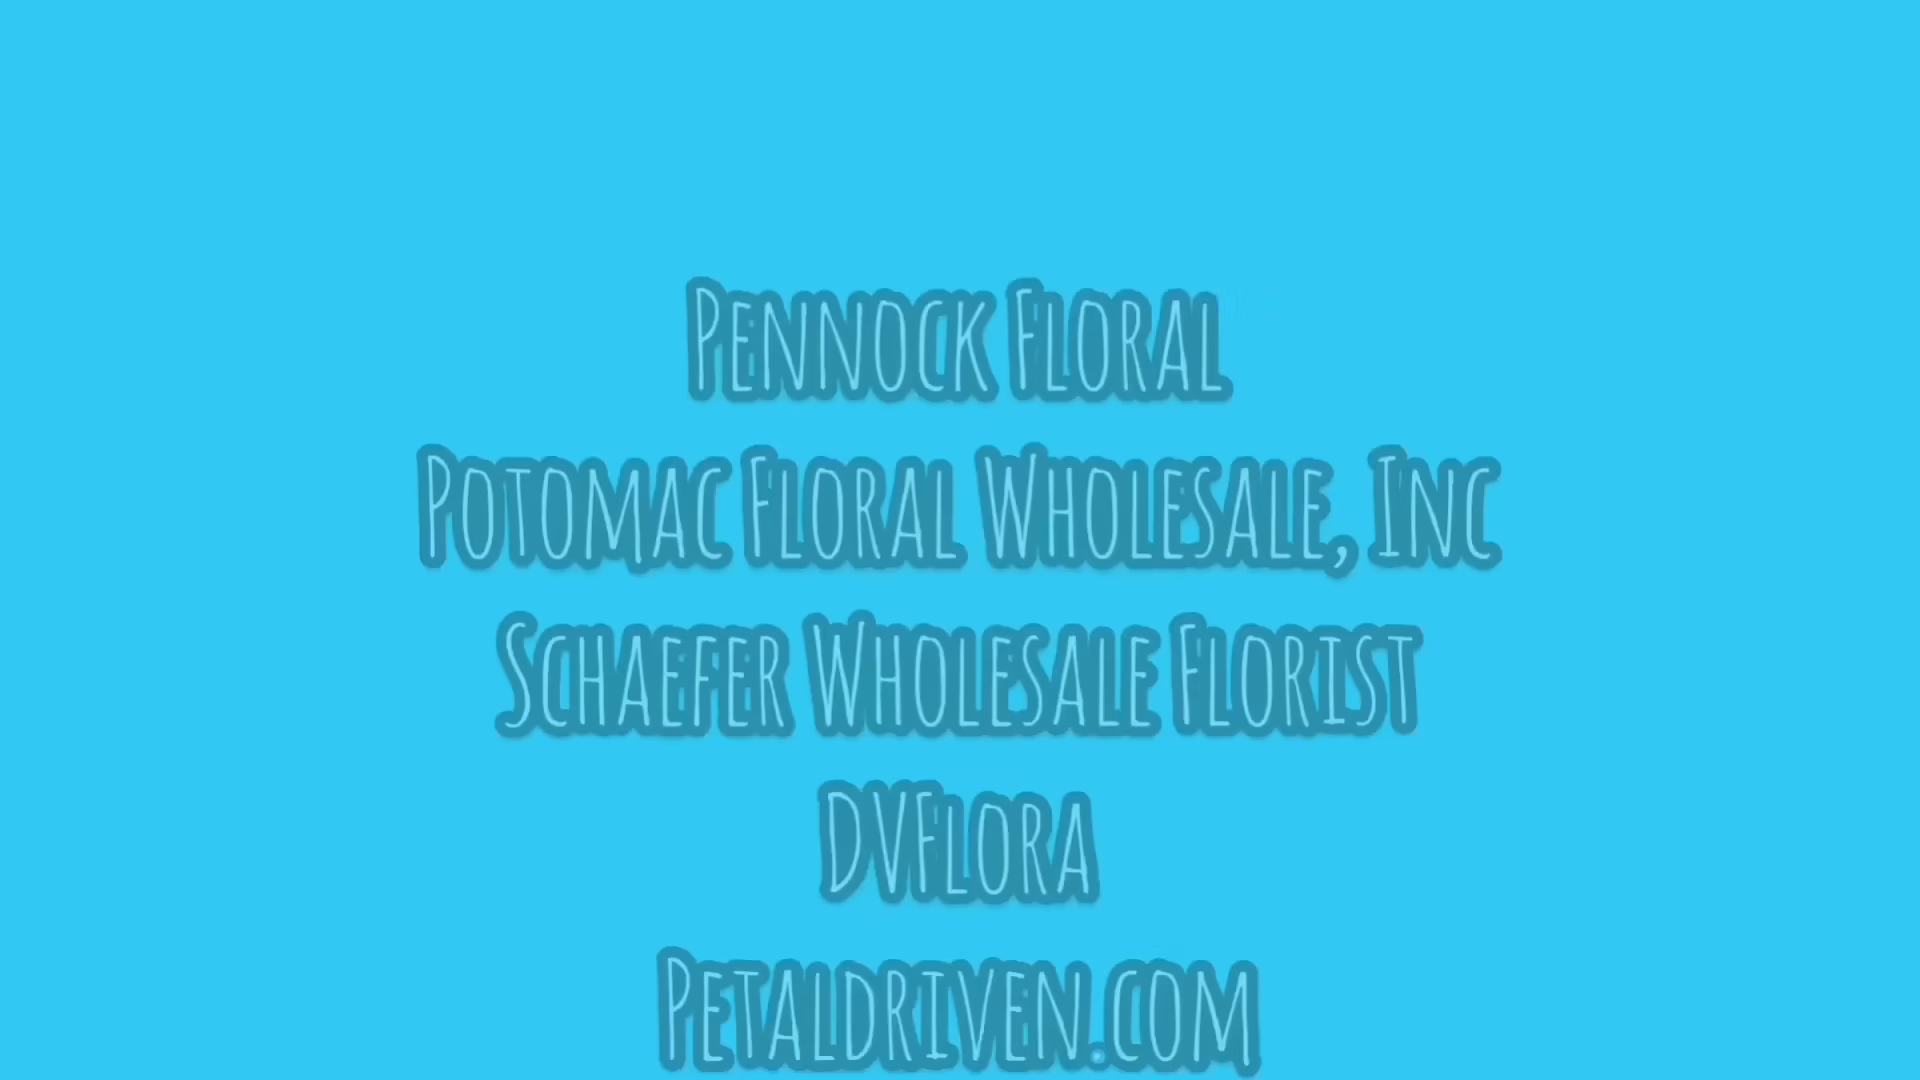 Pennock Floral
Potomac Floral Wholesale, Inc
Schaefer Wholesale Florist
DVFlora
Petaldriven.com